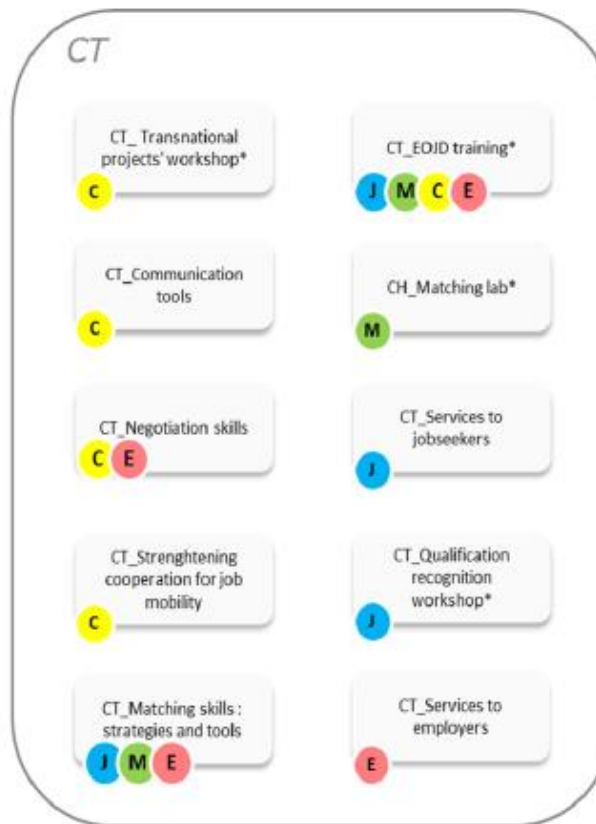 CT
CT_ Transnational
projects' workshop*
C
CT_EOJD training*
J M C E
CT_Communication
tools
C
CH_Matching lab*
M
CT_Negotiation skills
C E
CT_Services to
jobseekers
J
CT_Strenghtening
cooperation for job
mobility
C
CT_Qualification
recognition
workshop*
J
CT_Matching skills :
strategies and tools
J M E
CT_Services to
employers
E